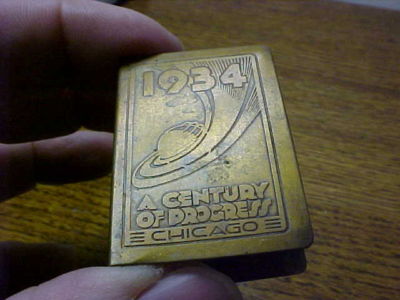 1934
A CENTURY
OF PROGRESS
CHICAGO